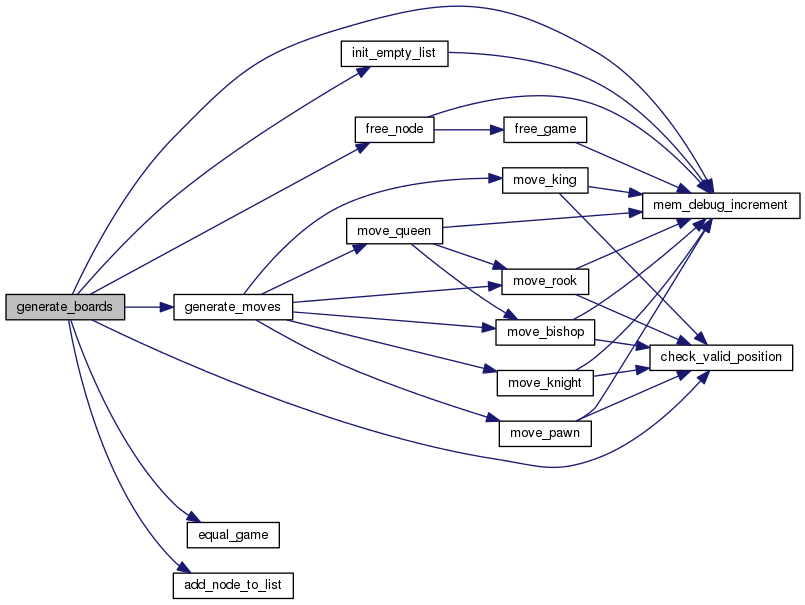 init_empty_list
free_node
free_game
move_king
mem_debug_increment
move_queen
move_rook
generate_boards
generate_moves
move_bishop
check_valid_position
move_knight
move_pawn
equal_game
add_node_to_list